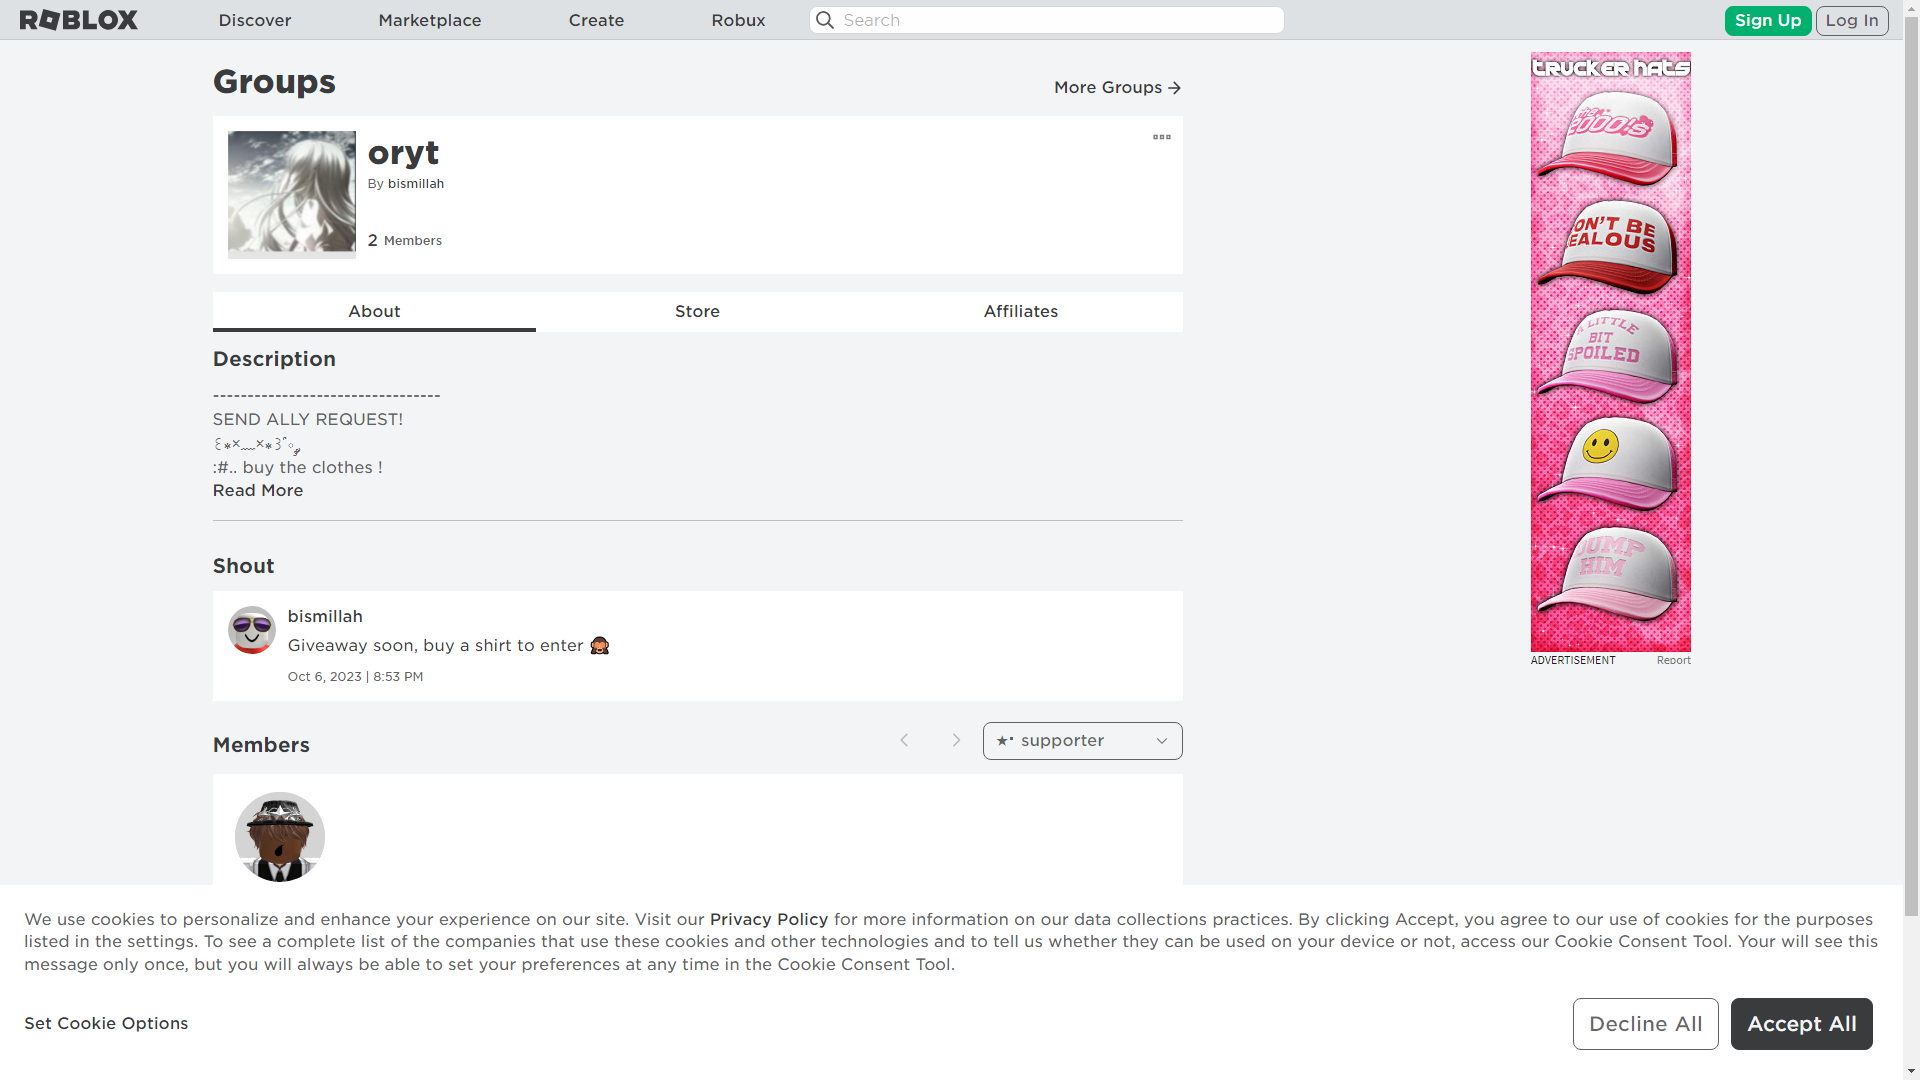 ROBLOX
Discover
Marketplace
Create
Robux
Search
Sign Up
Log In
Groups
More Groups
oryt
By bismillah
2 Members
About
Store
Affiliates
Description
---------------------------------
SEND ALLY REQUEST!
:#.. buy the clothes !
Read More
Shout
bismillah
Giveaway soon, buy a shirt to enter 🙈
Oct 6, 2023 | 8:53 PM
Members
★· supporter
trucker hats
the 2000!s
DON'T BE
JEALOUS
A LITTLE
BIT
SPOILED
JUMP
HIM
ADVERTISEMENT
Report
We use cookies to personalize and enhance your experience on our site. Visit our Privacy Policy for more information on our data collections practices. By clicking Accept, you agree to our use of cookies for the purposes
listed in the settings. To see a complete list of the companies that use these cookies and other technologies and to tell us whether they can be used on your device or not, access our Cookie Consent Tool. Your will see this
message only once, but you will always be able to set your preferences at any time in the Cookie Consent Tool.
Set Cookie Options
Decline All
Accept All